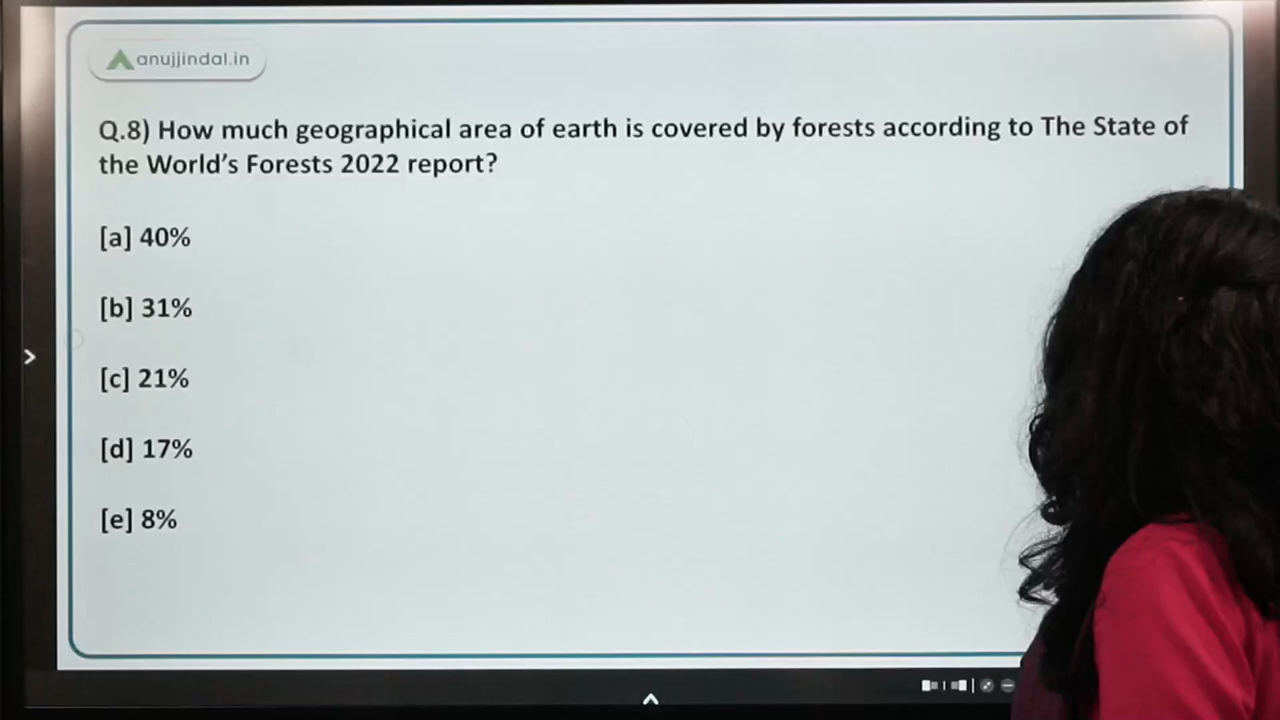 anujjindal.in
Q.8) How much geographical area of earth is covered by forests according to The State of
the World's Forests 2022 report?
[a] 40%
[b] 31%
[c] 21%
[d] 17%
[e] 8%